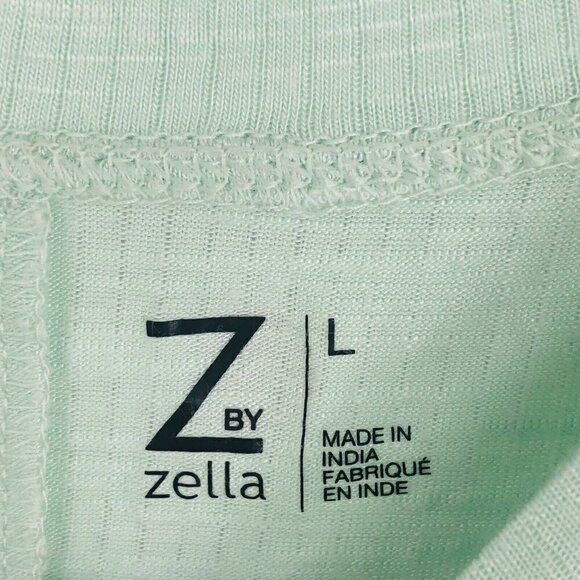 Z BY
zella
L
MADE IN
INDIA
FABRIQUÉ
EN INDE